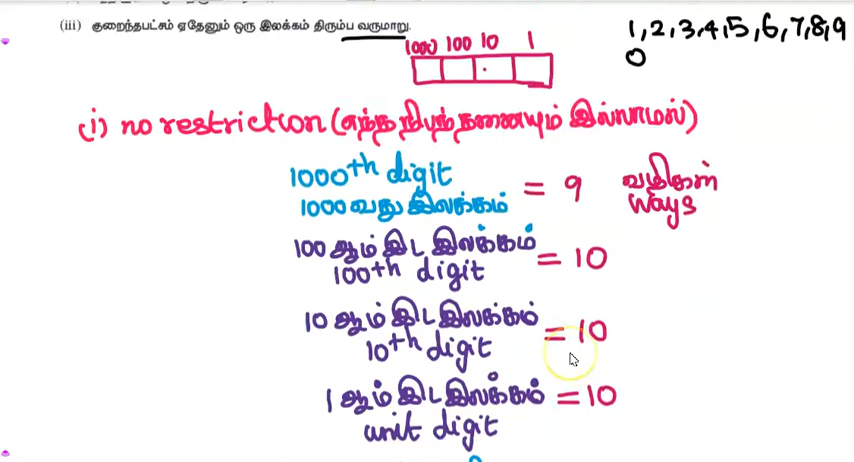 (iii) குறைந்தபட்சம் ஏதேனும் ஒரு இலக்கம் திரும்ப வருமாறு.
1,2,3,4,5,6,7,8,9
0
1000 100 10 1
(i) no restriction (எந்த நிபந்தனையும் இல்லாமல்)
1000th digit
1000 வது இலக்கம் = 9 வழிகள்
ways
100 ஆம் இட இலக்கம்
100th digit = 10
10 ஆம் இட இலக்கம்
10th digit = 10
1 ஆம் இட இலக்கம் = 10
unit digit